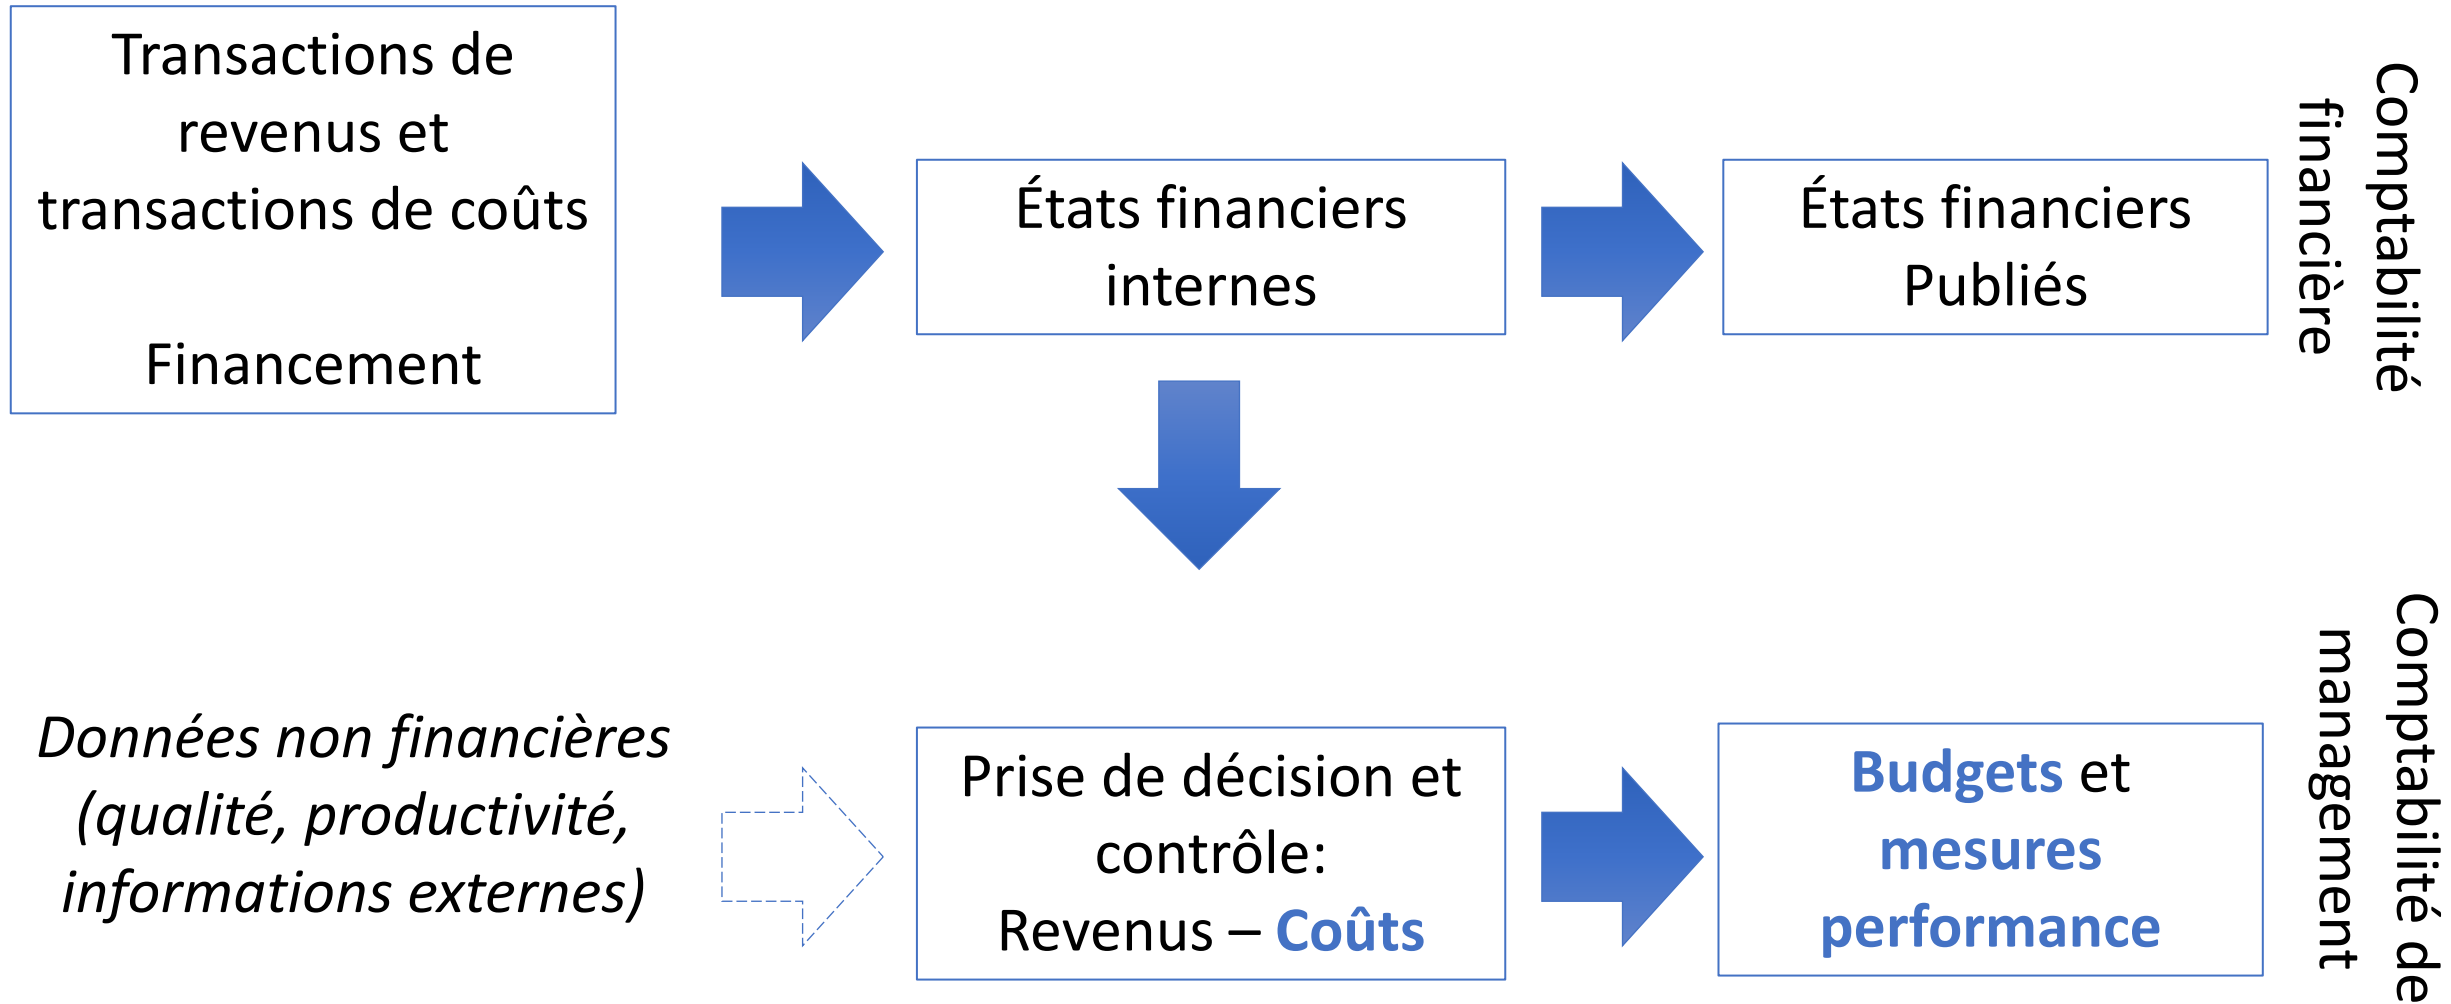 Transactions de
revenus et
transactions de coûts
Financement
États financiers
internes
États financiers
Publiés
Comptabilité
financière
Données non financières
(qualité, productivité,
informations externes)
Prise de décision et
contrôle:
Revenus – Coûts
Budgets et
mesures
performance
Comptabilité de
management